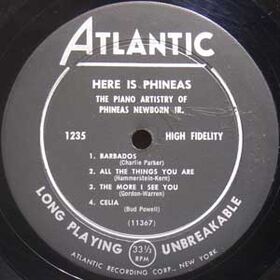 ATLANTIC
HERE IS PHINEAS
THE PIANO ARTISTRY OF
PHINEAS NEWBORN JR.
1235 HIGH FIDELITY
1. BARBADOS
(Charlie Parker)
2. ALL THE THINGS YOU ARE
(Hammerstein-Kern)
3. THE MORE I SEE YOU
(Gordon-Warren)
4. CELIA
(Bud Powell)
(11367)
LONG PLAYING 33⅓ RPM UNBREAKABLE
ATLANTIC RECORDING CORP., NEW YORK